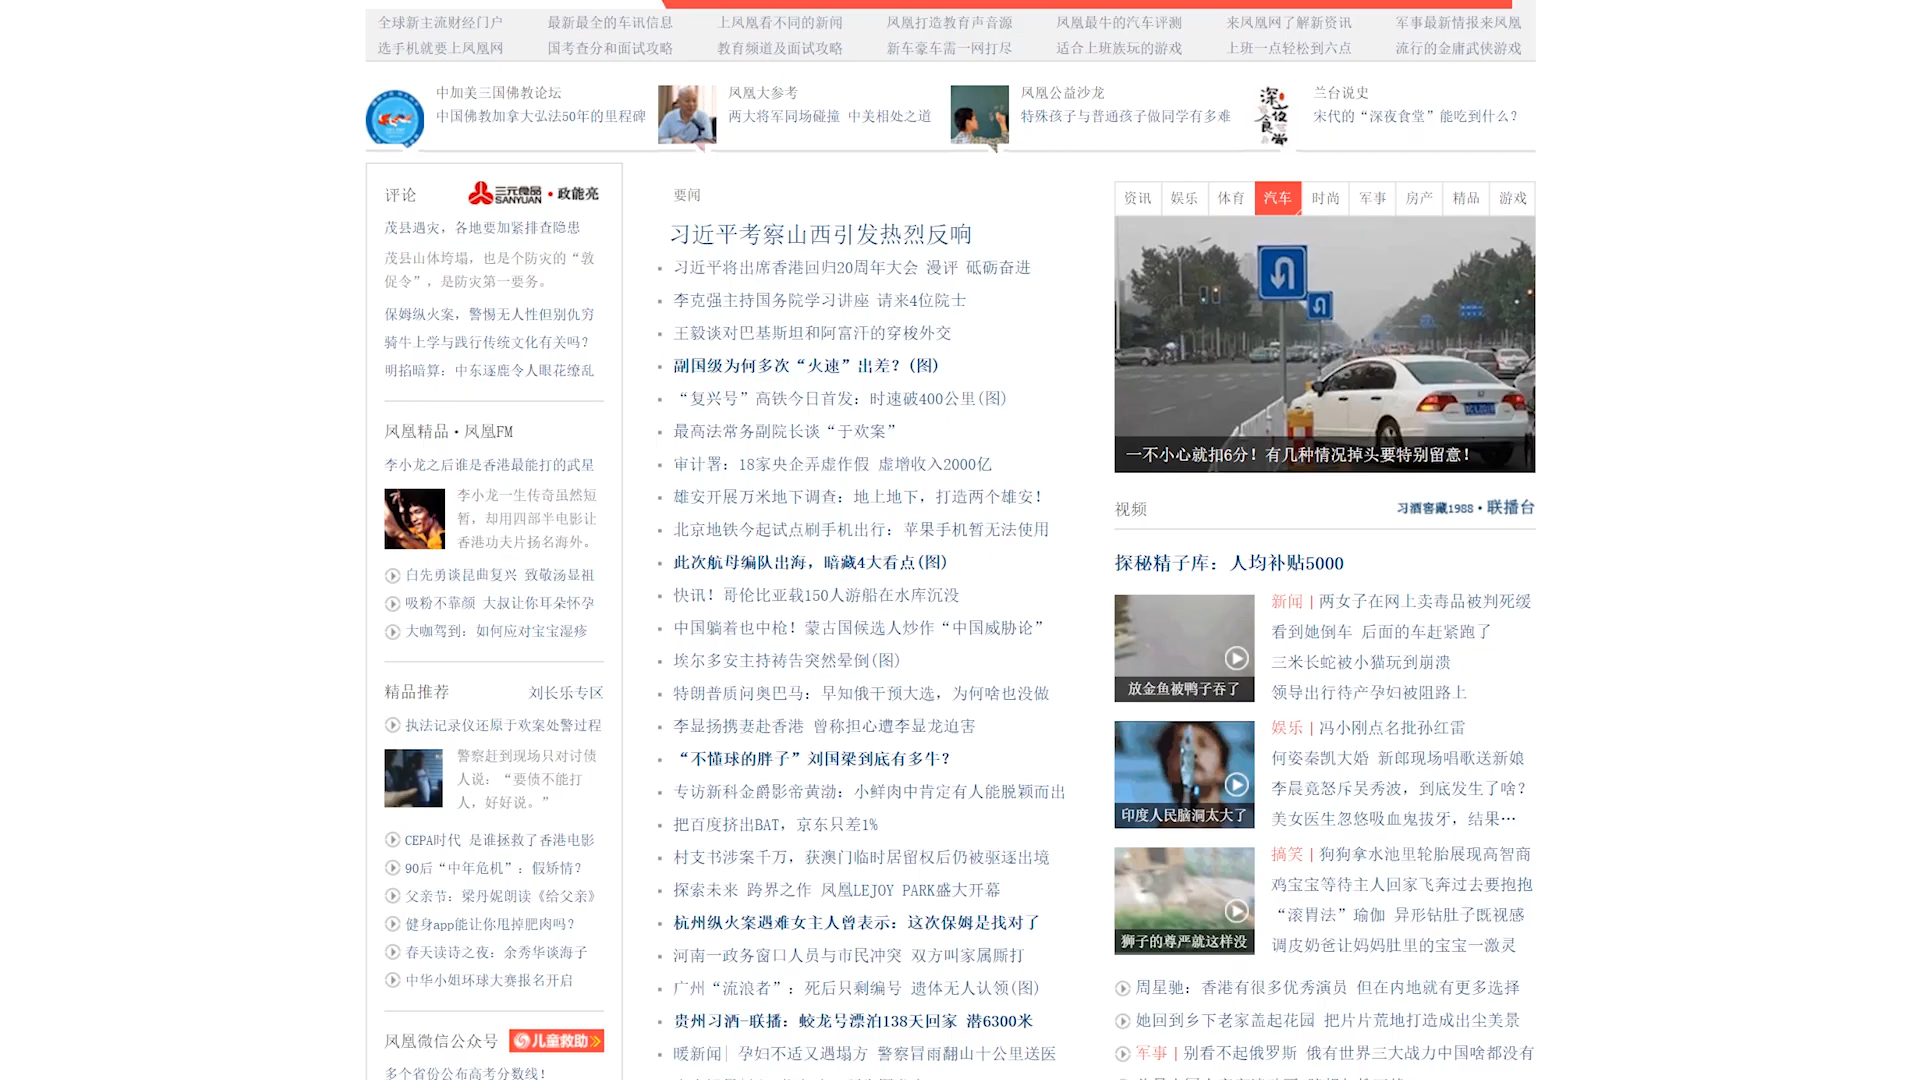 全球新主流财经门户 最新最全的车讯信息 上凤凰看不同的新闻 凤凰打造教育声音源 凤凰最牛的汽车评测 来凤凰网了解新资讯 军事最新情报来凤凰
选手机就要上凤凰网 国考查分和面试攻略 教育频道及面试攻略 新车豪车需一网打尽 适合上班族玩的游戏 上班一点轻松到六点 流行的金庸武侠游戏
中加美三国佛教论坛
中国佛教加拿大弘法50年的里程碑
凤凰大参考
两大将军同场碰撞 中美相处之道
凤凰公益沙龙
特殊孩子与普通孩子做同学有多难
深夜食堂
兰台说史
宋代的“深夜食堂”能吃到什么？
评论
三元食品 SANYUAN·政能亮
茂县遇灾，各地要加紧排查隐患
茂县山体垮塌，也是个防灾的“敦
促令”，是防灾第一要务。
保姆纵火案，警惕无人性但别仇穷
骑牛上学与践行传统文化有关吗？
明掐暗算：中东逐鹿令人眼花缭乱
凤凰精品·凤凰FM
李小龙之后谁是香港最能打的武星
李小龙一生传奇虽然短
暂，却用四部半电影让
香港功夫片扬名海外。
白先勇谈昆曲复兴 致敬汤显祖
吸粉不靠颜 大叔让你耳朵怀孕
大咖驾到：如何应对宝宝湿疹
精品推荐 刘长乐专区
执法记录仪还原于欢案处警过程
警察赶到现场只对讨债
人说：“要债不能打
人，好好说。”
CEPA时代 是谁拯救了香港电影
90后“中年危机”：假矫情？
父亲节：梁丹妮朗读《给父亲》
健身app能让你甩掉肥肉吗？
春天读诗之夜：余秀华谈海子
中华小姐环球大赛报名开启
凤凰微信公众号 儿童救助
多个省份公布高考分数线！
要闻
习近平考察山西引发热烈反响
习近平将出席香港回归20周年大会 漫评 砥砺奋进
李克强主持国务院学习讲座 请来4位院士
王毅谈对巴基斯坦和阿富汗的穿梭外交
副国级为何多次“火速”出差？(图)
“复兴号”高铁今日首发：时速破400公里(图)
最高法常务副院长谈“于欢案”
审计署：18家央企弄虚作假 虚增收入2000亿
雄安开展万米地下调查：地上地下，打造两个雄安！
北京地铁今起试点刷手机出行：苹果手机暂无法使用
此次航母编队出海，暗藏4大看点(图)
快讯！哥伦比亚载150人游船在水库沉没
中国躺着也中枪！蒙古国候选人炒作“中国威胁论”
埃尔多安主持祷告突然晕倒(图)
特朗普质问奥巴马：早知俄干预大选，为何啥也没做
李显扬携妻赴香港 曾称担心遭李显龙迫害
“不懂球的胖子”刘国梁到底有多牛？
专访新科金爵影帝黄渤：小鲜肉中肯定有人能脱颖而出
把百度挤出BAT，京东只差1%
村支书涉案千万，获澳门临时居留权后仍被驱逐出境
探索未来 跨界之作 凤凰LEJOY PARK盛大开幕
杭州纵火案遇难女主人曾表示：这次保姆是找对了
河南一政务窗口人员与市民冲突 双方叫家属厮打
广州“流浪者”：死后只剩编号 遗体无人认领(图)
贵州习酒-联播：蛟龙号漂泊138天回家 潜6300米
暖新闻| 孕妇不适又遇塌方 警察冒雨翻山十公里送医
资讯 娱乐 体育 汽车 时尚 军事 房产 精品 游戏
一不小心就扣6分！有几种情况掉头要特别留意！
视频
习酒窖藏1988·联播台
探秘精子库：人均补贴5000
放金鱼被鸭子吞了
新闻 | 两女子在网上卖毒品被判死缓
看到她倒车 后面的车赶紧跑了
三米长蛇被小猫玩到崩溃
领导出行待产孕妇被阻路上
印度人民脑洞太大了
娱乐 | 冯小刚点名批孙红雷
何姿秦凯大婚 新郎现场唱歌送新娘
李晨竟怒斥吴秀波，到底发生了啥？
美女医生忽悠吸血鬼拔牙，结果…
狮子的尊严就这样没
搞笑 | 狗狗拿水池里轮胎展现高智商
鸡宝宝等待主人回家飞奔过去要抱抱
“滚胃法”瑜伽 异形钻肚子既视感
调皮奶爸让妈妈肚里的宝宝一激灵
周星驰：香港有很多优秀演员 但在内地就有更多选择
她回到乡下老家盖起花园 把片片荒地打造成出尘美景
军事 | 别看不起俄罗斯 俄有世界三大战力中国啥都没有